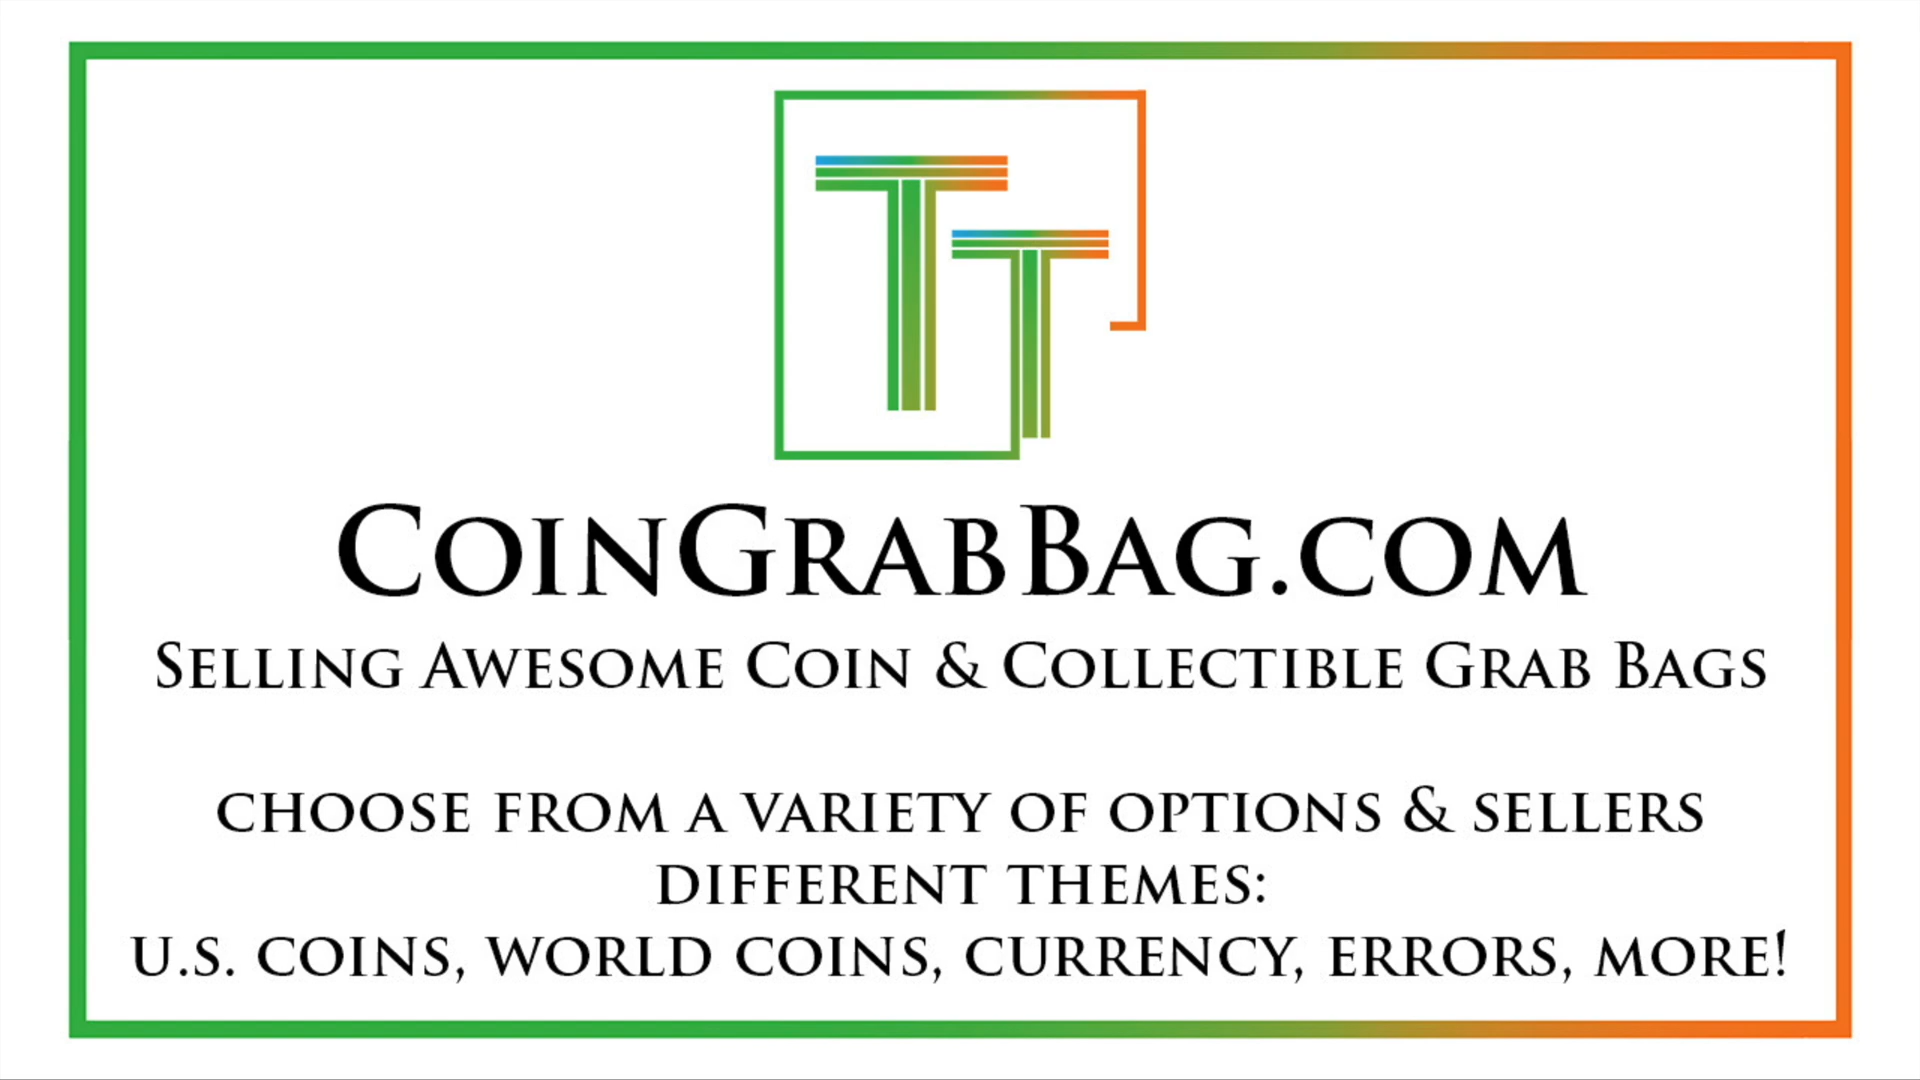 TT
CoinGrabBag.com
Selling Awesome Coin & Collectible Grab Bags
choose from a variety of options & sellers
different themes:
u.s. coins, world coins, currency, errors, more!